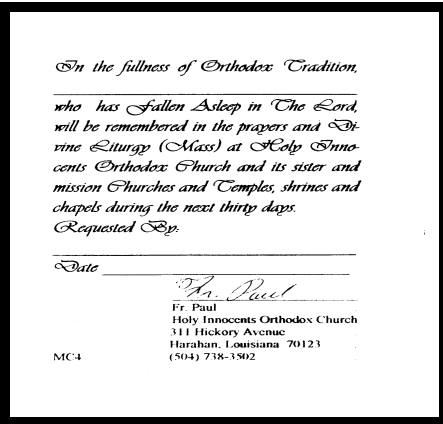 In the fullness of Orthodox Tradition,
who has Fallen Asleep in The Lord,
will be remembered in the prayers and Di-
vine Liturgy (Mass) at Holy Inno-
cents Orthodox Church and its sister and
mission Churches and Temples, shrines and
chapels during the next thirty days.
Requested By:
Date
Fr. Paul
Fr. Paul
Holy Innocents Orthodox Church
311 Hickory Avenue
Harahan, Louisiana 70123
MC4 (504) 738-3502